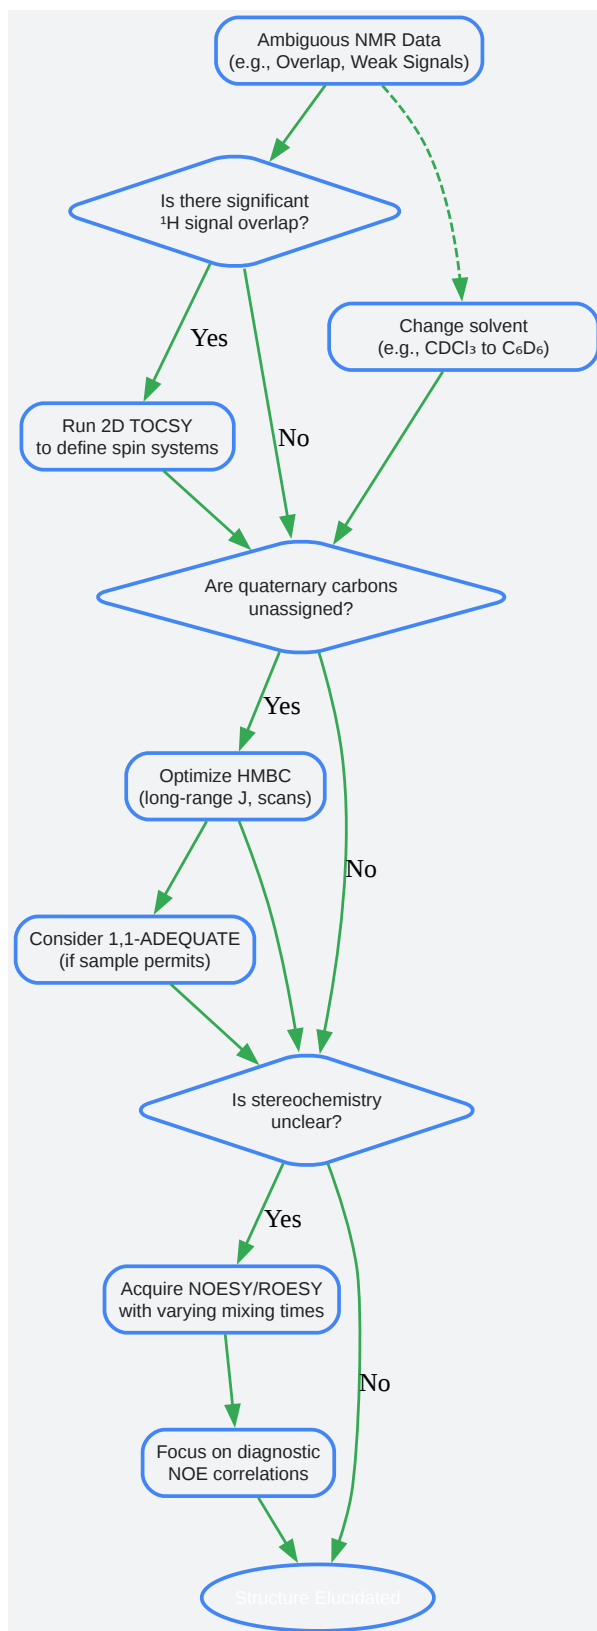 Ambiguous NMR Data
(e.g., Overlap, Weak Signals)
Is there significant
¹H signal overlap?
Yes
Change solvent
(e.g., CDCl₃ to C₆D₆)
Run 2D TOCSY
to define spin systems
No
Are quaternary carbons
unassigned?
Yes
Optimize HMBC
(long-range J, scans)
No
Consider 1,1-ADEQUATE
(if sample permits)
Is stereochemistry
unclear?
Yes
Acquire NOESY/ROESY
with varying mixing times
No
Focus on diagnostic
NOE correlations
Structure Elucidated